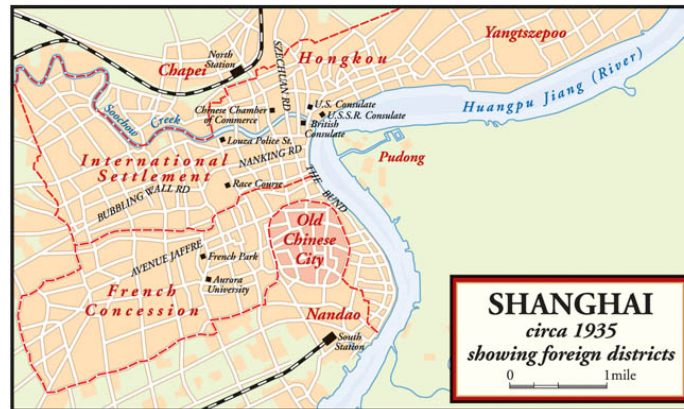 Yangtszepoo
North
Station
Chapei
Hongkou
SZECHUAN RD
Huangpu Jiang (River)
Soochow
Creek
Chinese Chamber
of Commerce
U.S. Consulate
U.S.S.R. Consulate
British
Consulate
Louza Police St.
NANKING RD
Pudong
International
Settlement
BUBBLING WALL RD
Race Course
THE BUND
Old
Chinese
City
AVENUE JAFFRE
French Park
Aurora
University
French
Concession
Nandao
South
Station
SHANGHAI
circa 1935
showing foreign districts
0 1 mile